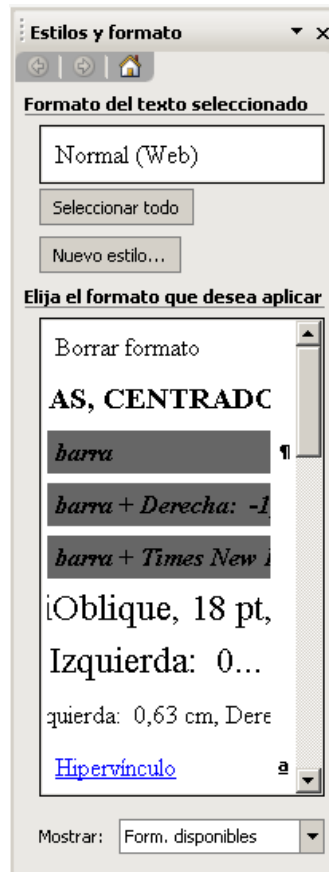 Estilos y formato
Formato del texto seleccionado
Normal (Web)
Seleccionar todo
Nuevo estilo...
Elija el formato que desea aplicar
Borrar formato
AS, CENTRADO
barra ¶
barra + Derecha: -1
barra + Times New
iOblique, 18 pt,
Izquierda: 0...
quierda: 0,63 cm, Dere
Hipervínculo a
Mostrar: Form. disponibles